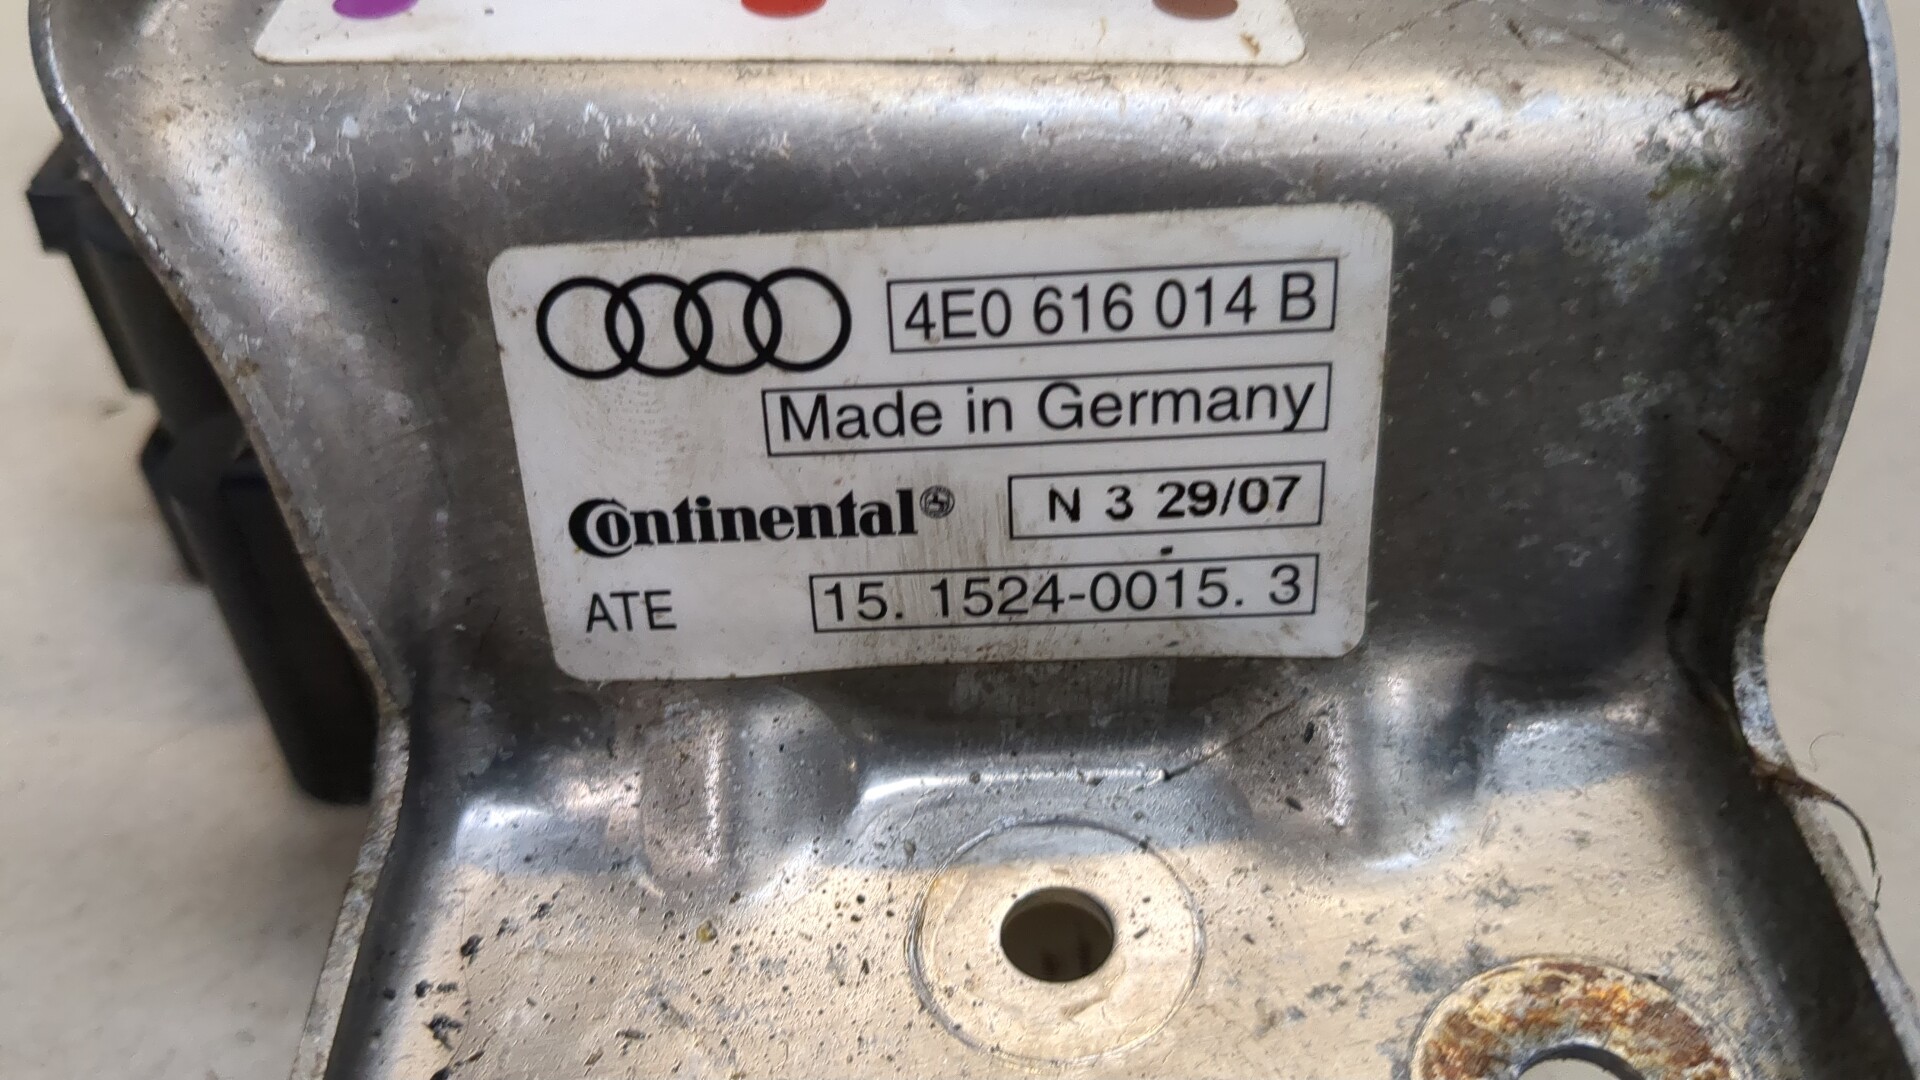 4E0 616 014 B
Made in Germany
Continental N 3 29/07
ATE 15. 1524-0015. 3